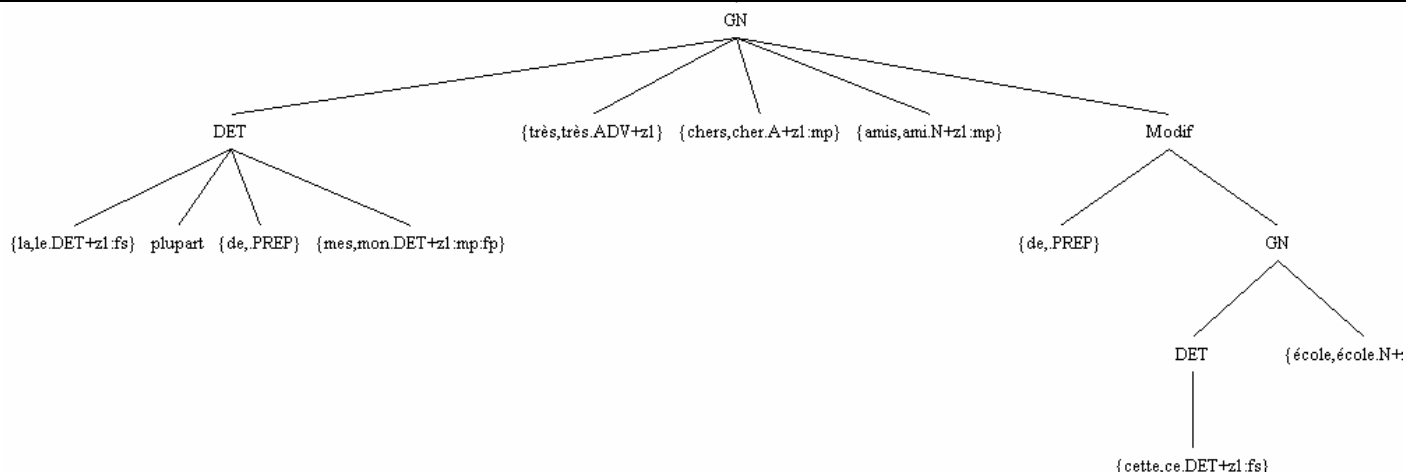 GN
DET {très,très.ADV+z1} {chers,cher.A+z1:mp} {amis,ami.N+z1:mp} Modif
{la,le.DET+z1:fs} plupart {de,.PREP} {mes,mon.DET+z1:mp:fp} {de,.PREP} GN
DET {école,école.N+z
{cette,ce.DET+z1:fs}